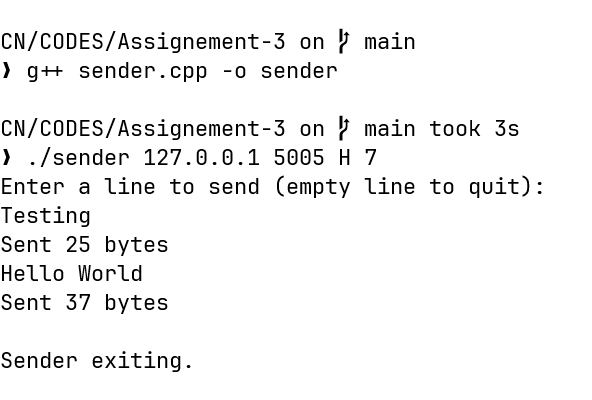 CN/CODES/Assignement-3 on main
❯ g++ sender.cpp -o sender
CN/CODES/Assignement-3 on main took 3s
❯ ./sender 127.0.0.1 5005 H 7
Enter a line to send (empty line to quit):
Testing
Sent 25 bytes
Hello World
Sent 37 bytes
Sender exiting.